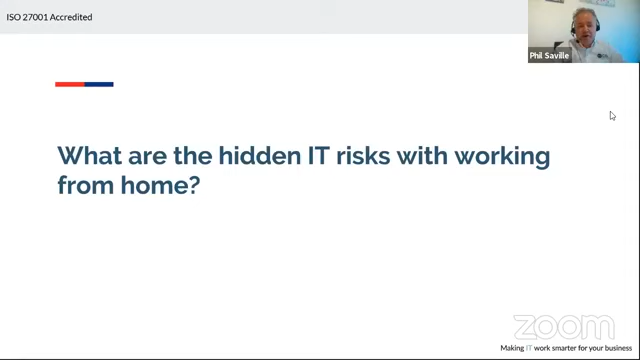 ISO 27001 Accredited
Phil Saville
What are the hidden IT risks with working
from home?
zoom
Making IT work smarter for your business